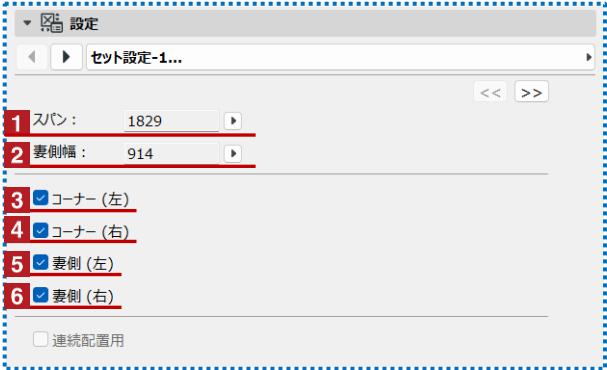 設定
セット設定-1...
<< >>
1 スパン： 1829
2 妻側幅： 914
3 コーナー (左)
4 コーナー (右)
5 妻側 (左)
6 妻側 (右)
連続配置用